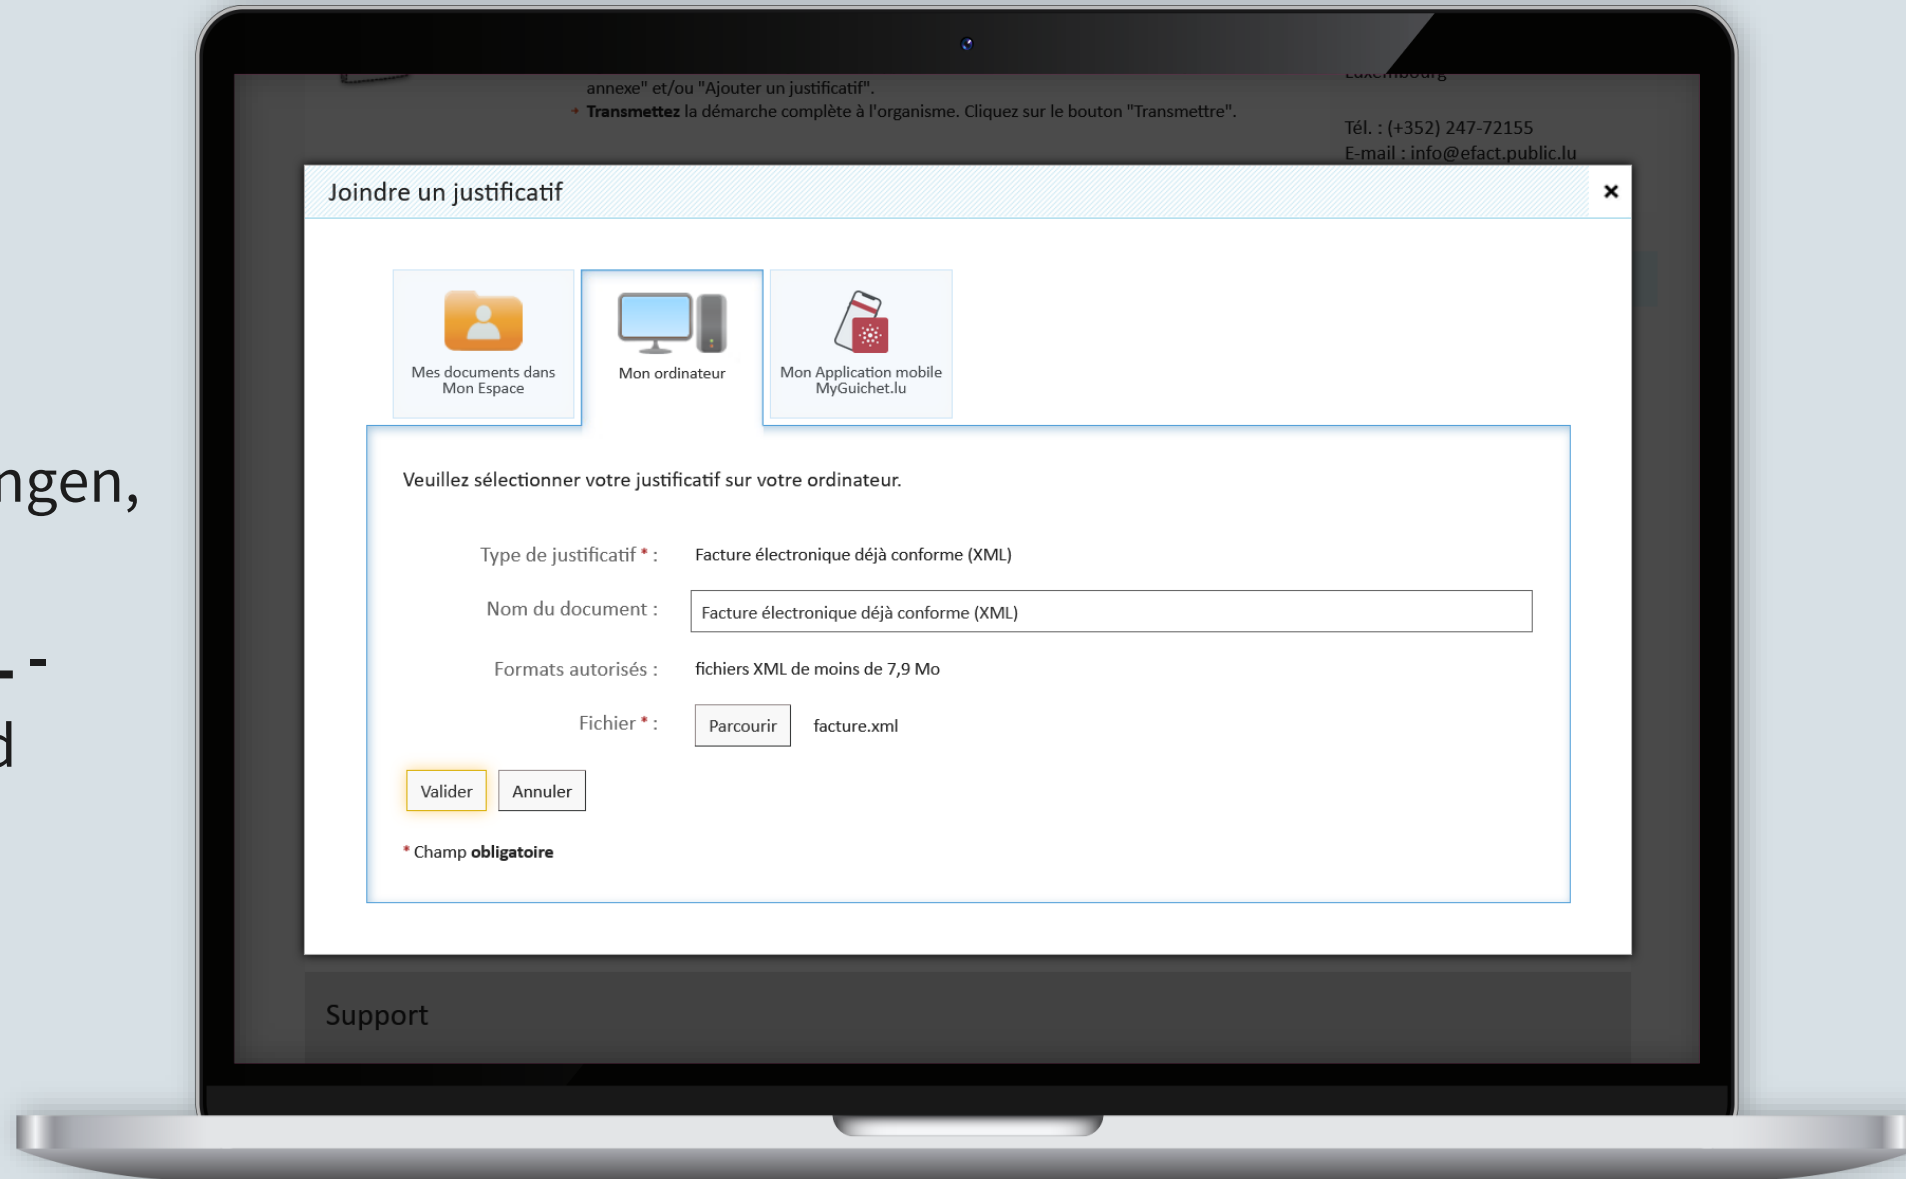 ngen,
-
d
annexe" et/ou "Ajouter un justificatif".
→ Transmettez la démarche complète à l'organisme. Cliquez sur le bouton "Transmettre".
Luxembourg
Tél. : (+352) 247-72155
E-mail : info@efact.public.lu
Joindre un justificatif
Mes documents dans
Mon Espace
Mon ordinateur
Mon Application mobile
MyGuichet.lu
Veuillez sélectionner votre justificatif sur votre ordinateur.
Type de justificatif * : Facture électronique déjà conforme (XML)
Nom du document : Facture électronique déjà conforme (XML)
Formats autorisés : fichiers XML de moins de 7,9 Mo
Fichier * : Parcourir facture.xml
Valider Annuler
* Champ obligatoire
Support